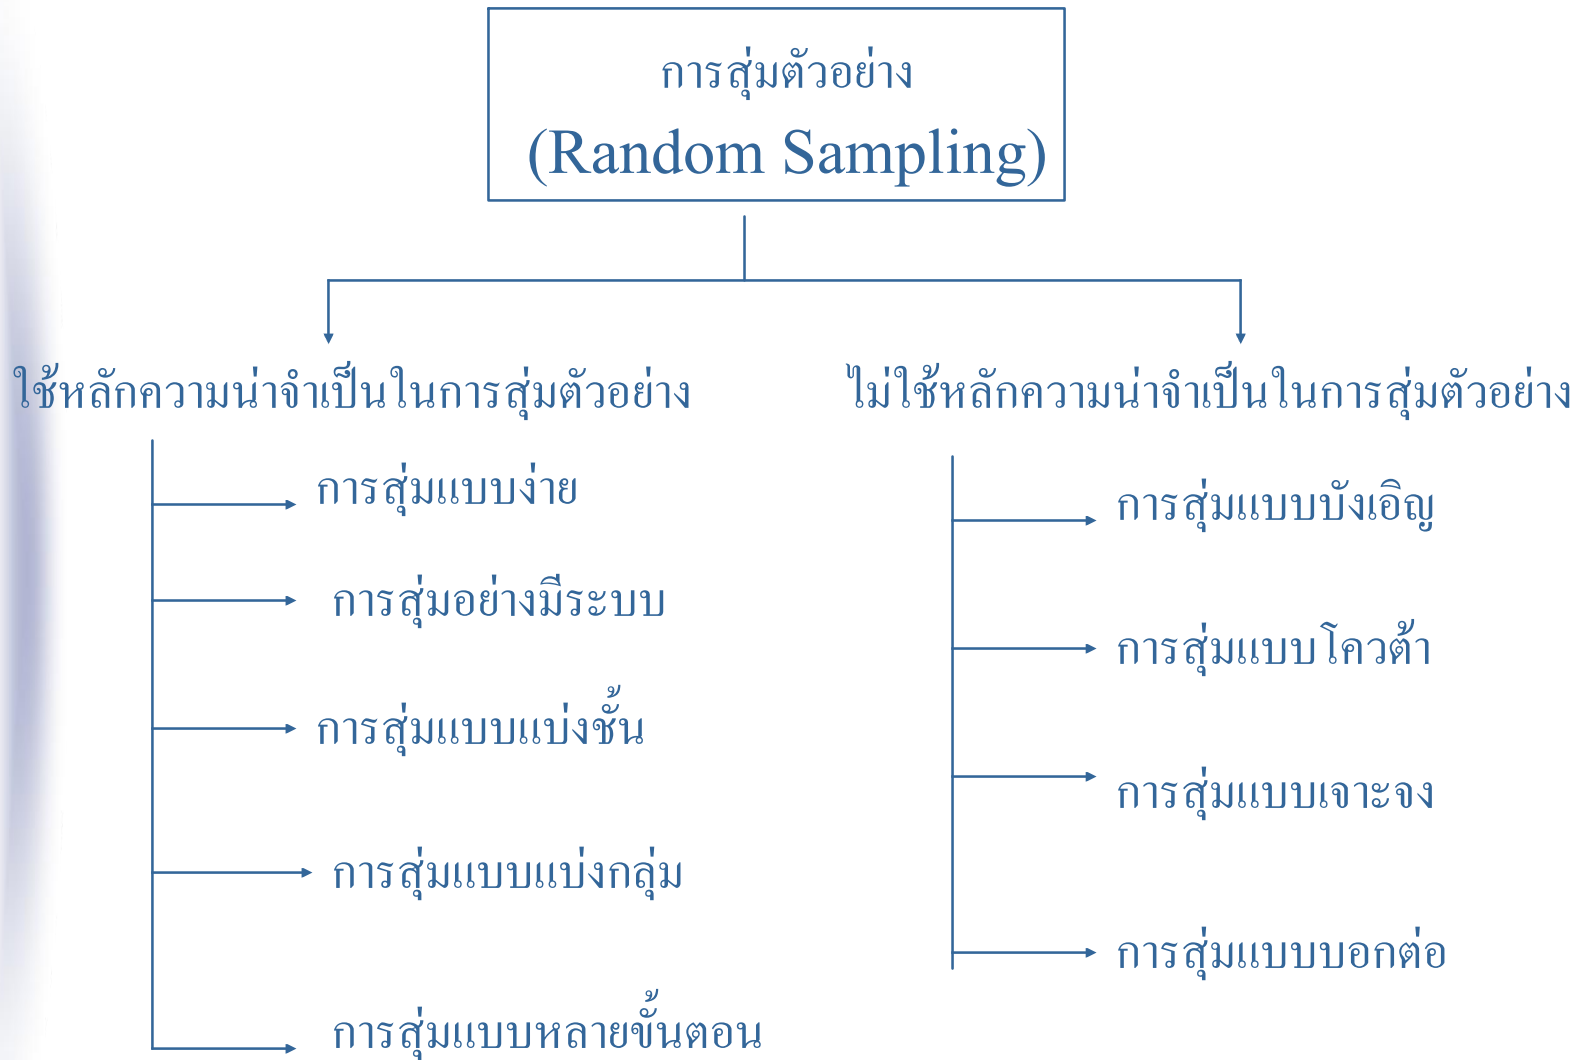 การสุ่มตัวอย่าง
(Random Sampling)
ใช้หลักความน่าจำเป็นในการสุ่มตัวอย่าง
การสุ่มแบบง่าย
การสุ่มอย่างมีระบบ
การสุ่มแบบแบ่งชั้น
การสุ่มแบบแบ่งกลุ่ม
การสุ่มแบบหลายขั้นตอน
ไม่ใช้หลักความน่าจำเป็นในการสุ่มตัวอย่าง
การสุ่มแบบบังเอิญ
การสุ่มแบบโควต้า
การสุ่มแบบเจาะจง
การสุ่มแบบบอกต่อ